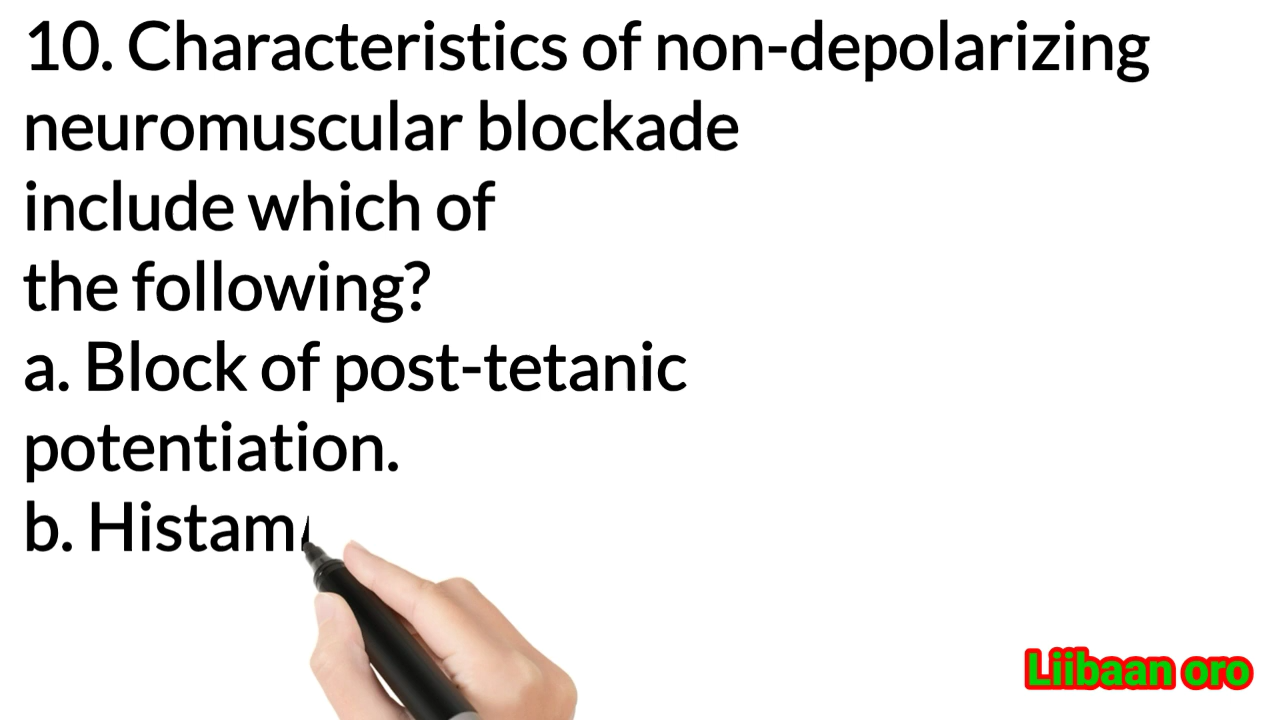 10. Characteristics of non-depolarizing
neuromuscular blockade
include which of
the following?
a. Block of post-tetanic
potentiation.
b. Histam
Liibaan oro